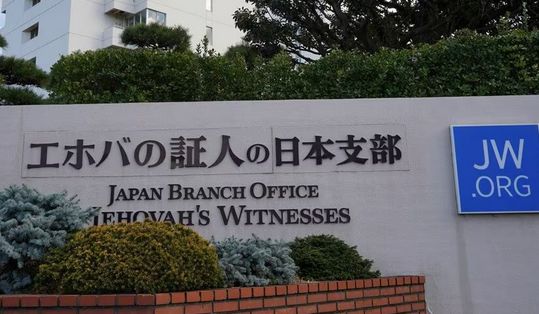 エホバの証人の日本支部
JAPAN BRANCH OFFICE
JEHOVAH'S WITNESSES
JW
.ORG